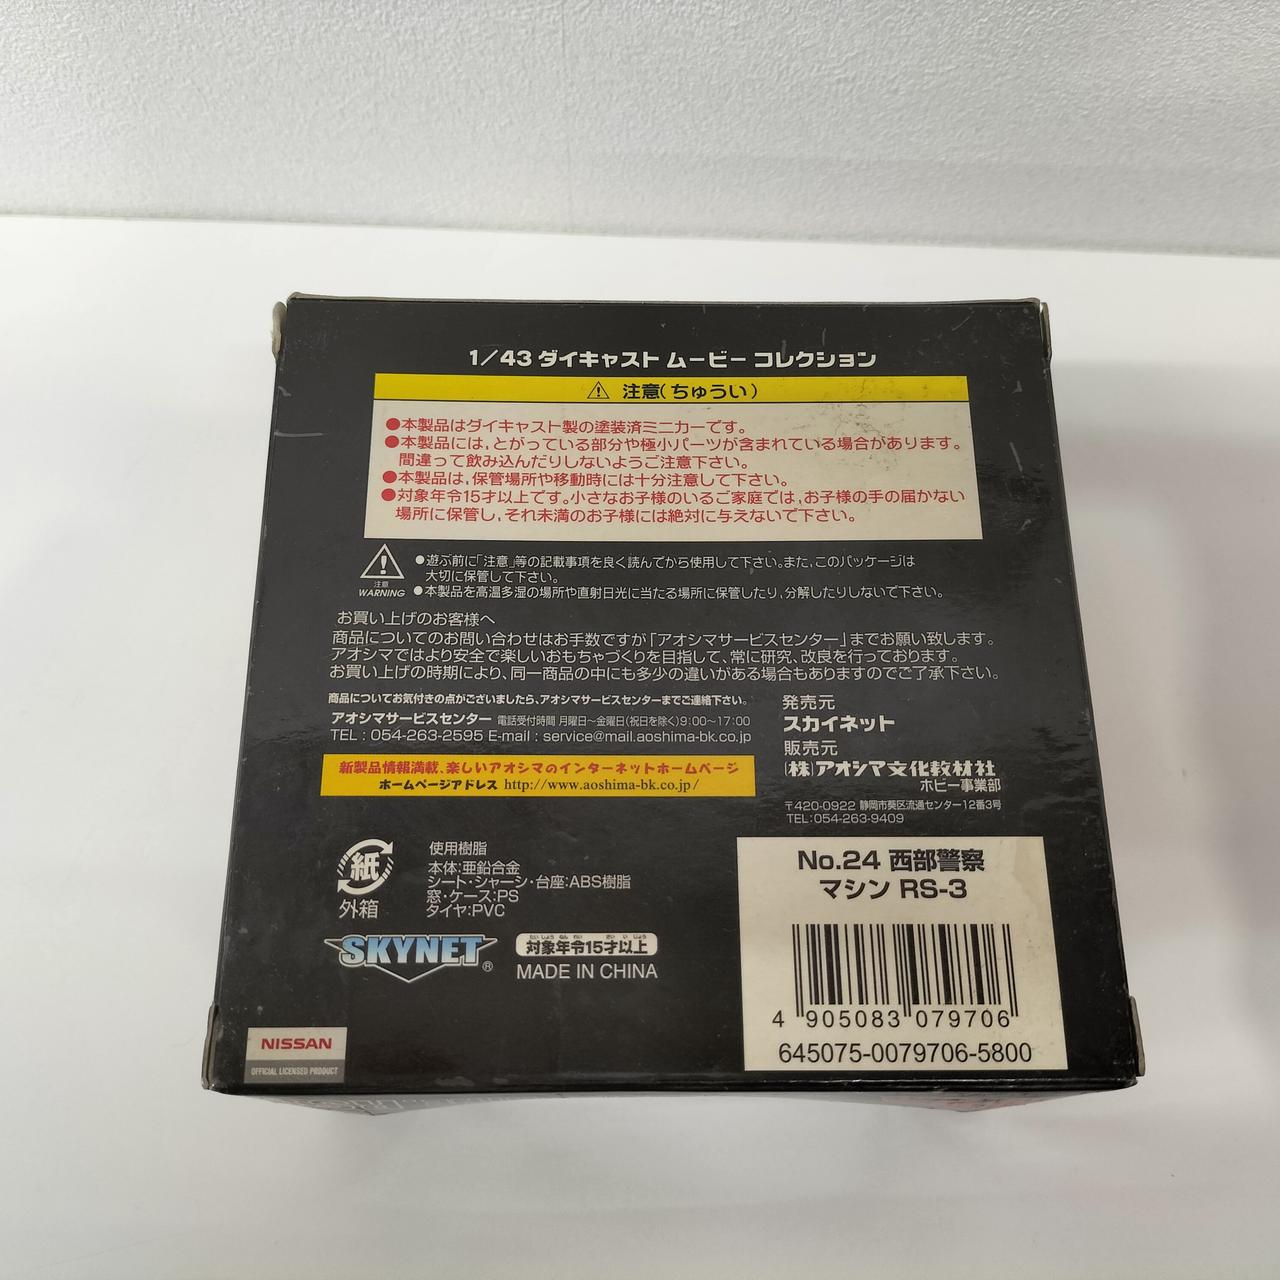 1/43 ダイキャスト ムービー コレクション
⚠ 注意(ちゅうい)
●本製品はダイキャスト製の塗装済ミニカーです。
●本製品には、とがっている部分や極小パーツが含まれている場合があります。
間違って飲み込んだりしないようご注意下さい。
●本製品は、保管場所や移動時には十分注意して下さい。
●対象年令15才以上です。小さなお子様のいるご家庭では、お子様の手の届かない
場所に保管し、それ未満のお子様には絶対に与えないで下さい。
●遊ぶ前に「注意」等の記載事項を良く読んでから使用して下さい。また、このパッケージは
大切に保管して下さい。
●本製品を高温多湿の場所や直射日光に当たる場所に保管したり、分解したりしないで下さい。
注意
WARNING
お買い上げのお客様へ
商品についてのお問い合わせはお手数ですが「アオシマサービスセンター」までお願い致します。
アオシマではより安全で楽しいおもちゃづくりを目指して、常に研究、改良を行っております。
お買い上げの時期により、同一商品の中にも多少の違いがある場合もありますのでご了承下さい。
商品についてお気付きの点がございましたら、アオシマサービスセンターまでご連絡下さい。
アオシマサービスセンター 電話受付時間 月曜日〜金曜日(祝日を除く)9:00〜17:00
TEL : 054-263-2595 E-mail : service@mail.aoshima-bk.co.jp
新製品情報満載、楽しいアオシマのインターネットホームページ
ホームページアドレス http://www.aoshima-bk.co.jp/
発売元
スカイネット
販売元
(株)アオシマ文化教材社
ホビー事業部
〒420-0922 静岡市葵区流通センター12番3号
TEL:054-263-9409
紙
外箱
使用樹脂
本体:亜鉛合金
シート・シャーシ・台座:ABS樹脂
窓・ケース:PS
タイヤ:PVC
SKYNET®
たいしょうねんれい さいいじょう
対象年令15才以上
MADE IN CHINA
No.24 西部警察
マシン RS-3
4 905083 079706
645075-0079706-5800
NISSAN
OFFICIAL LICENSED PRODUCT